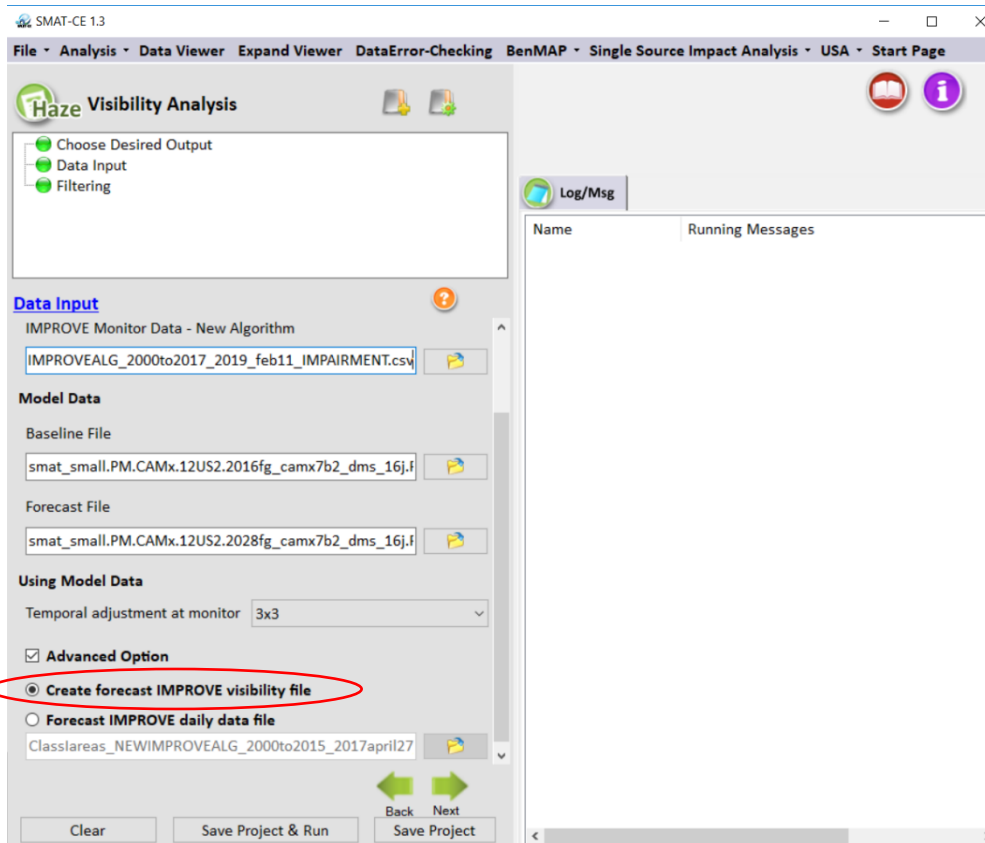 SMAT-CE 1.3
File Analysis Data Viewer Expand Viewer DataError-Checking BenMAP Single Source Impact Analysis USA Start Page
Haze Visibility Analysis
Choose Desired Output
Data Input
Filtering
Log/Msg
Name Running Messages
Data Input
IMPROVE Monitor Data - New Algorithm
IMPROVEALG_2000to2017_2019_feb11_IMPAIRMENT.csv
Model Data
Baseline File
smat_small.PM.CAMx.12US2.2016fg_camx7b2_dms_16j.F
Forecast File
smat_small.PM.CAMx.12US2.2028fg_camx7b2_dms_16j.F
Using Model Data
Temporal adjustment at monitor 3x3
Advanced Option
Create forecast IMPROVE visibility file
Forecast IMPROVE daily data file
ClassIareas_NEWIMPROVEALG_2000to2015_2017april27
Back Next
Clear Save Project & Run Save Project